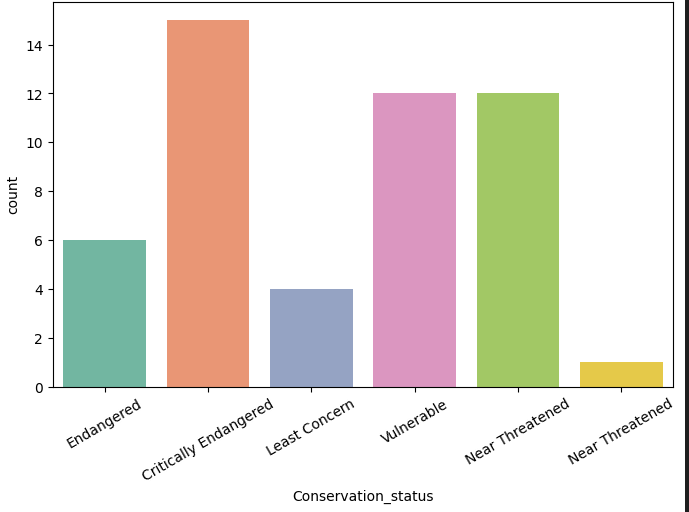 14
12
10
8
6
4
2
0
count
Endangered
Critically Endangered
Least Concern
Vulnerable
Near Threatened
Near Threatened
Conservation_status